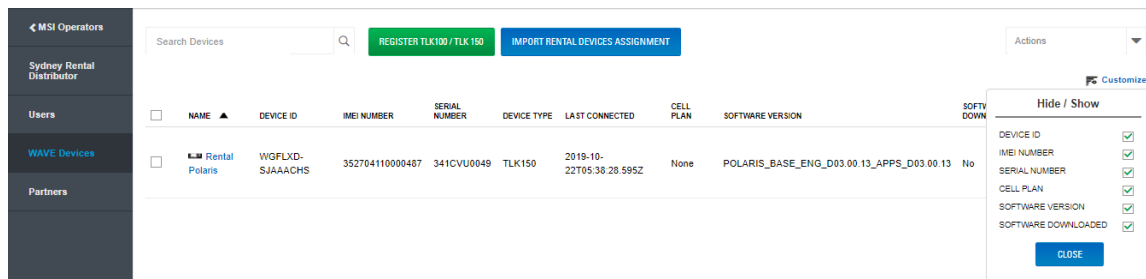 MSI Operators
Sydney Rental
Distributor
Users
WAVE Devices
Partners
Search Devices
REGISTER TLK100 / TLK 150
IMPORT RENTAL DEVICES ASSIGNMENT
Actions
Customize
NAME ▲ DEVICE ID IMEI NUMBER SERIAL NUMBER DEVICE TYPE LAST CONNECTED CELL PLAN SOFTWARE VERSION
Rental Polaris WGFLXD-SJAAACHS 352704110000487 341CVU0049 TLK150 2019-10-22T05:38:28.595Z None POLARIS_BASE_ENG_D03.00.13_APPS_D03.00.13 No
Hide / Show
DEVICE ID
IMEI NUMBER
SERIAL NUMBER
CELL PLAN
SOFTWARE VERSION
SOFTWARE DOWNLOADED
CLOSE